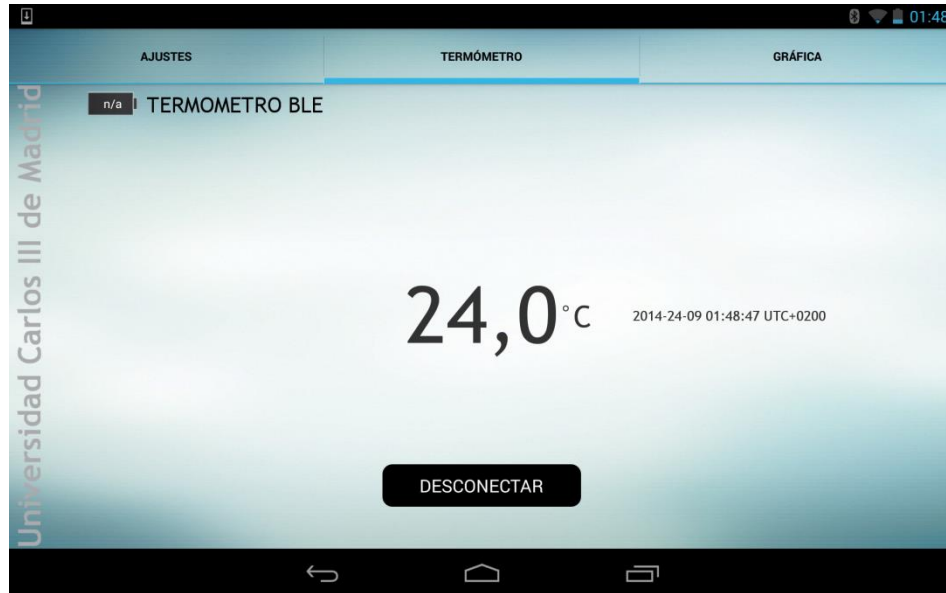 01:48
AJUSTES
TERMÓMETRO
GRÁFICA
n/a
TERMOMETRO BLE
Universidad Carlos III de Madrid
24,0 °C
2014-24-09 01:48:47 UTC+0200
DESCONECTAR